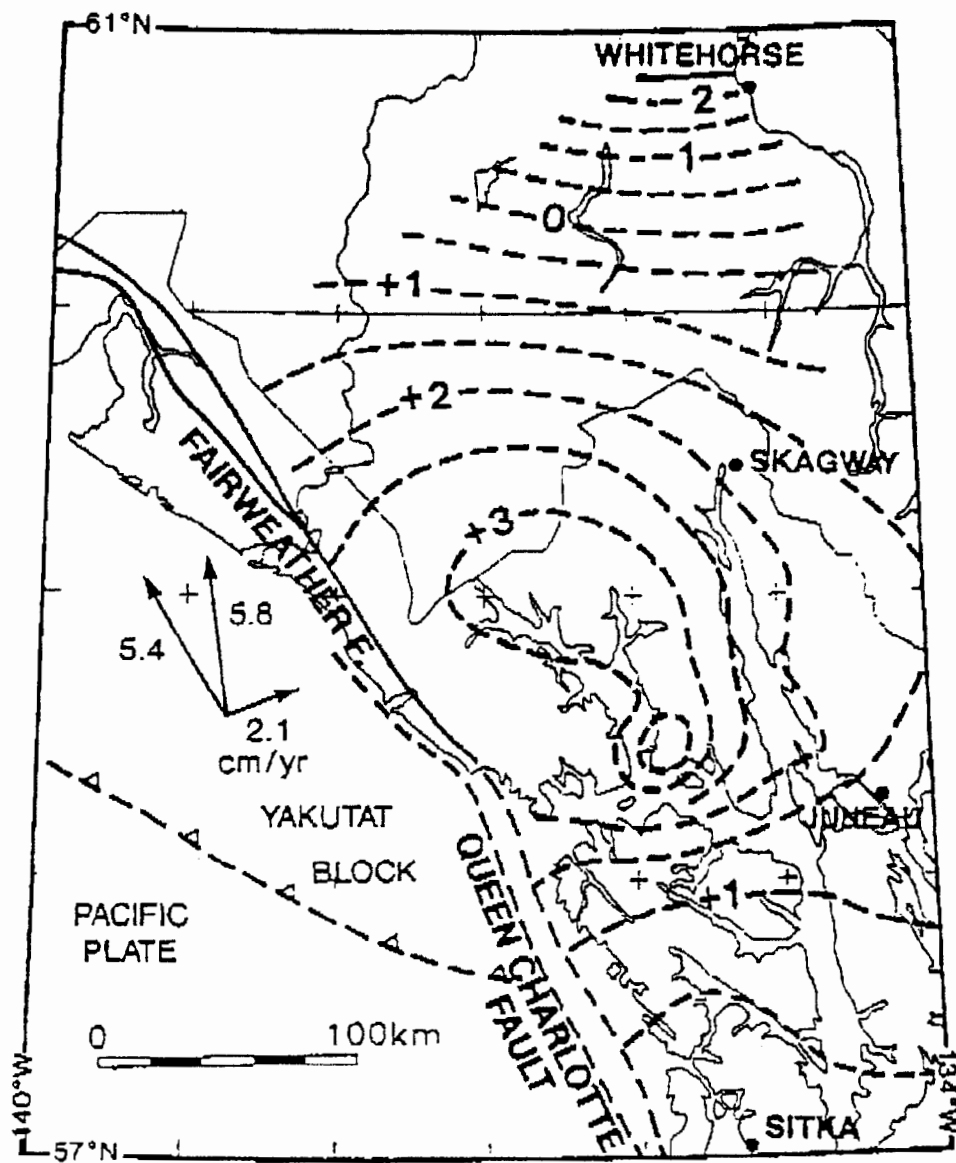 61°N
WHITEHORSE
2
1
0
+1
+2
SKAGWAY
+3
FAIRWEATHER F.
5.8
5.4
2.1
cm/yr
YAKUTAT
BLOCK
JUNEAU
QUEEN CHARLOTTE
FAULT
+1
PACIFIC
PLATE
0 100km
140°W
134°W
57°N
SITKA